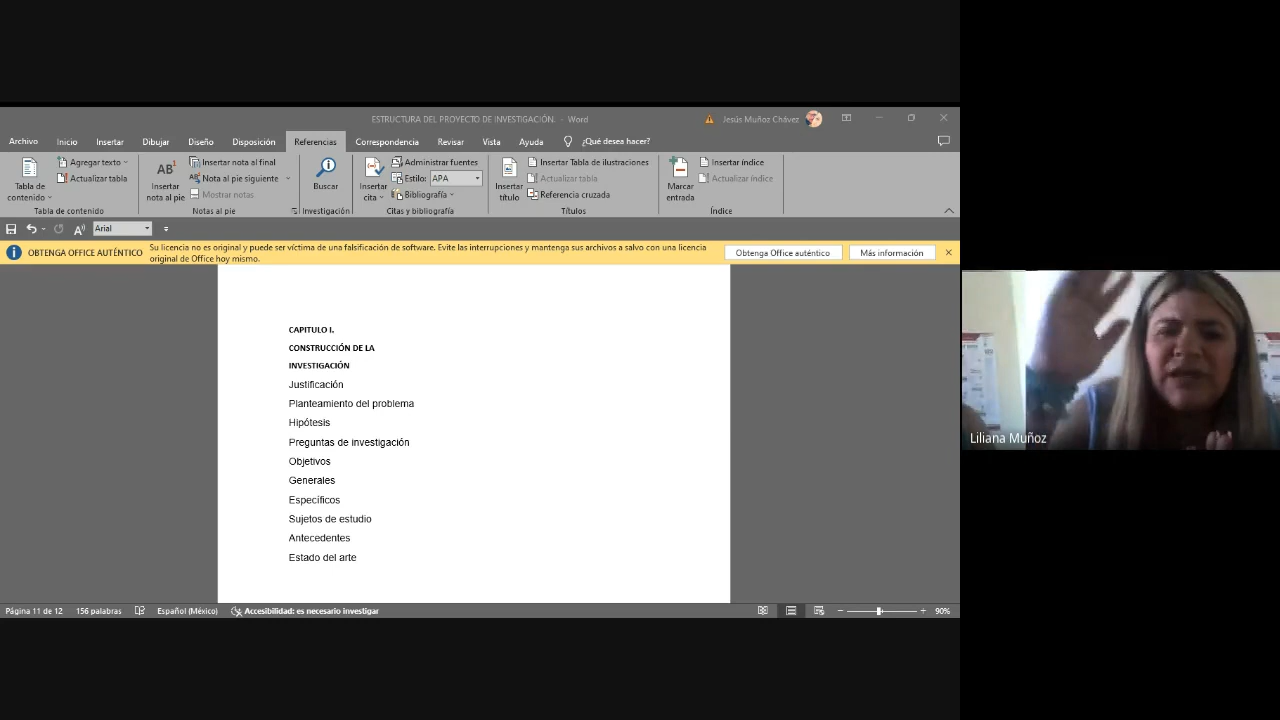 ESTRUCTURA DEL PROYECTO DE INVESTIGACIÓN. - Word
Jesús Muñoz Chávez
Archivo
Inicio
Insertar
Dibujar
Diseño
Disposición
Referencias
Correspondencia
Revisar
Vista
Ayuda
¿Qué desea hacer?
Tabla de
contenido
Agregar texto
Actualizar tabla
Tabla de contenido
AB¹
Insertar
nota al pie
Insertar nota al final
Nota al pie siguiente
Mostrar notas
Notas al pie
Buscar
Investigación
Insertar
cita
Administrar fuentes
Estilo: APA
Bibliografía
Citas y bibliografía
Insertar
título
Insertar Tabla de ilustraciones
Actualizar tabla
Referencia cruzada
Títulos
Marcar
entrada
Insertar índice
Actualizar índice
Índice
Arial
OBTENGA OFFICE AUTÉNTICO
Su licencia no es original y puede ser víctima de una falsificación de software. Evite las interrupciones y mantenga sus archivos a salvo con una licencia
original de Office hoy mismo.
Obtenga Office auténtico
Más información
CAPITULO I.
CONSTRUCCIÓN DE LA
INVESTIGACIÓN
Justificación
Planteamiento del problema
Hipótesis
Preguntas de investigación
Objetivos
Generales
Específicos
Sujetos de estudio
Antecedentes
Estado del arte
Liliana Muñoz
Página 11 de 12
156 palabras
Español (México)
Accesibilidad: es necesario investigar
90%